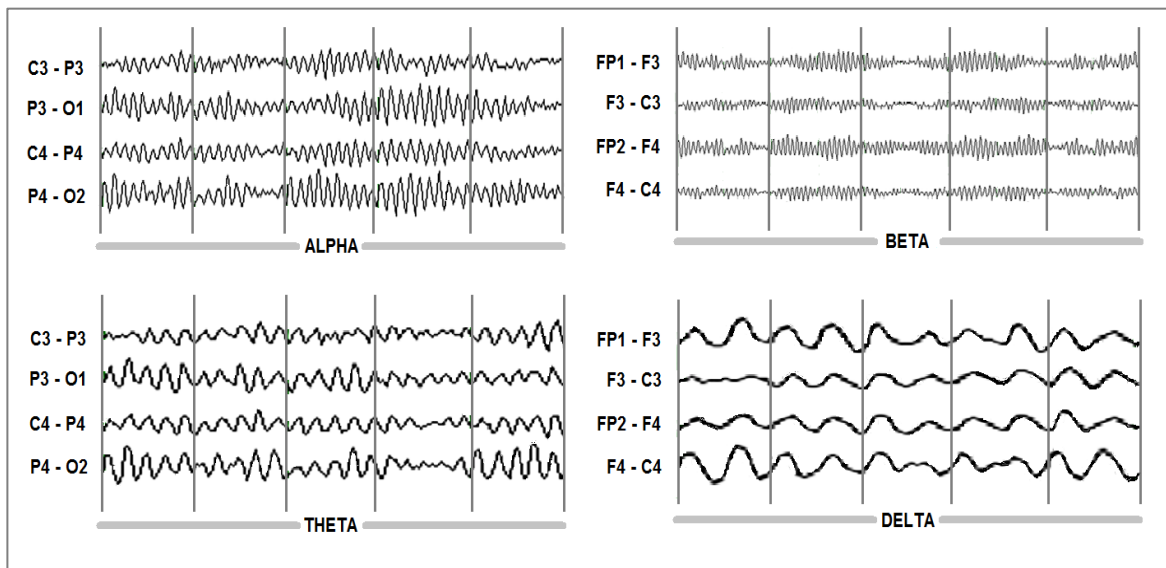 C3 - P3
P3 - O1
C4 - P4
P4 - O2
ALPHA
FP1 - F3
F3 - C3
FP2 - F4
F4 - C4
BETA
C3 - P3
P3 - O1
C4 - P4
P4 - O2
THETA
FP1 - F3
F3 - C3
FP2 - F4
F4 - C4
DELTA